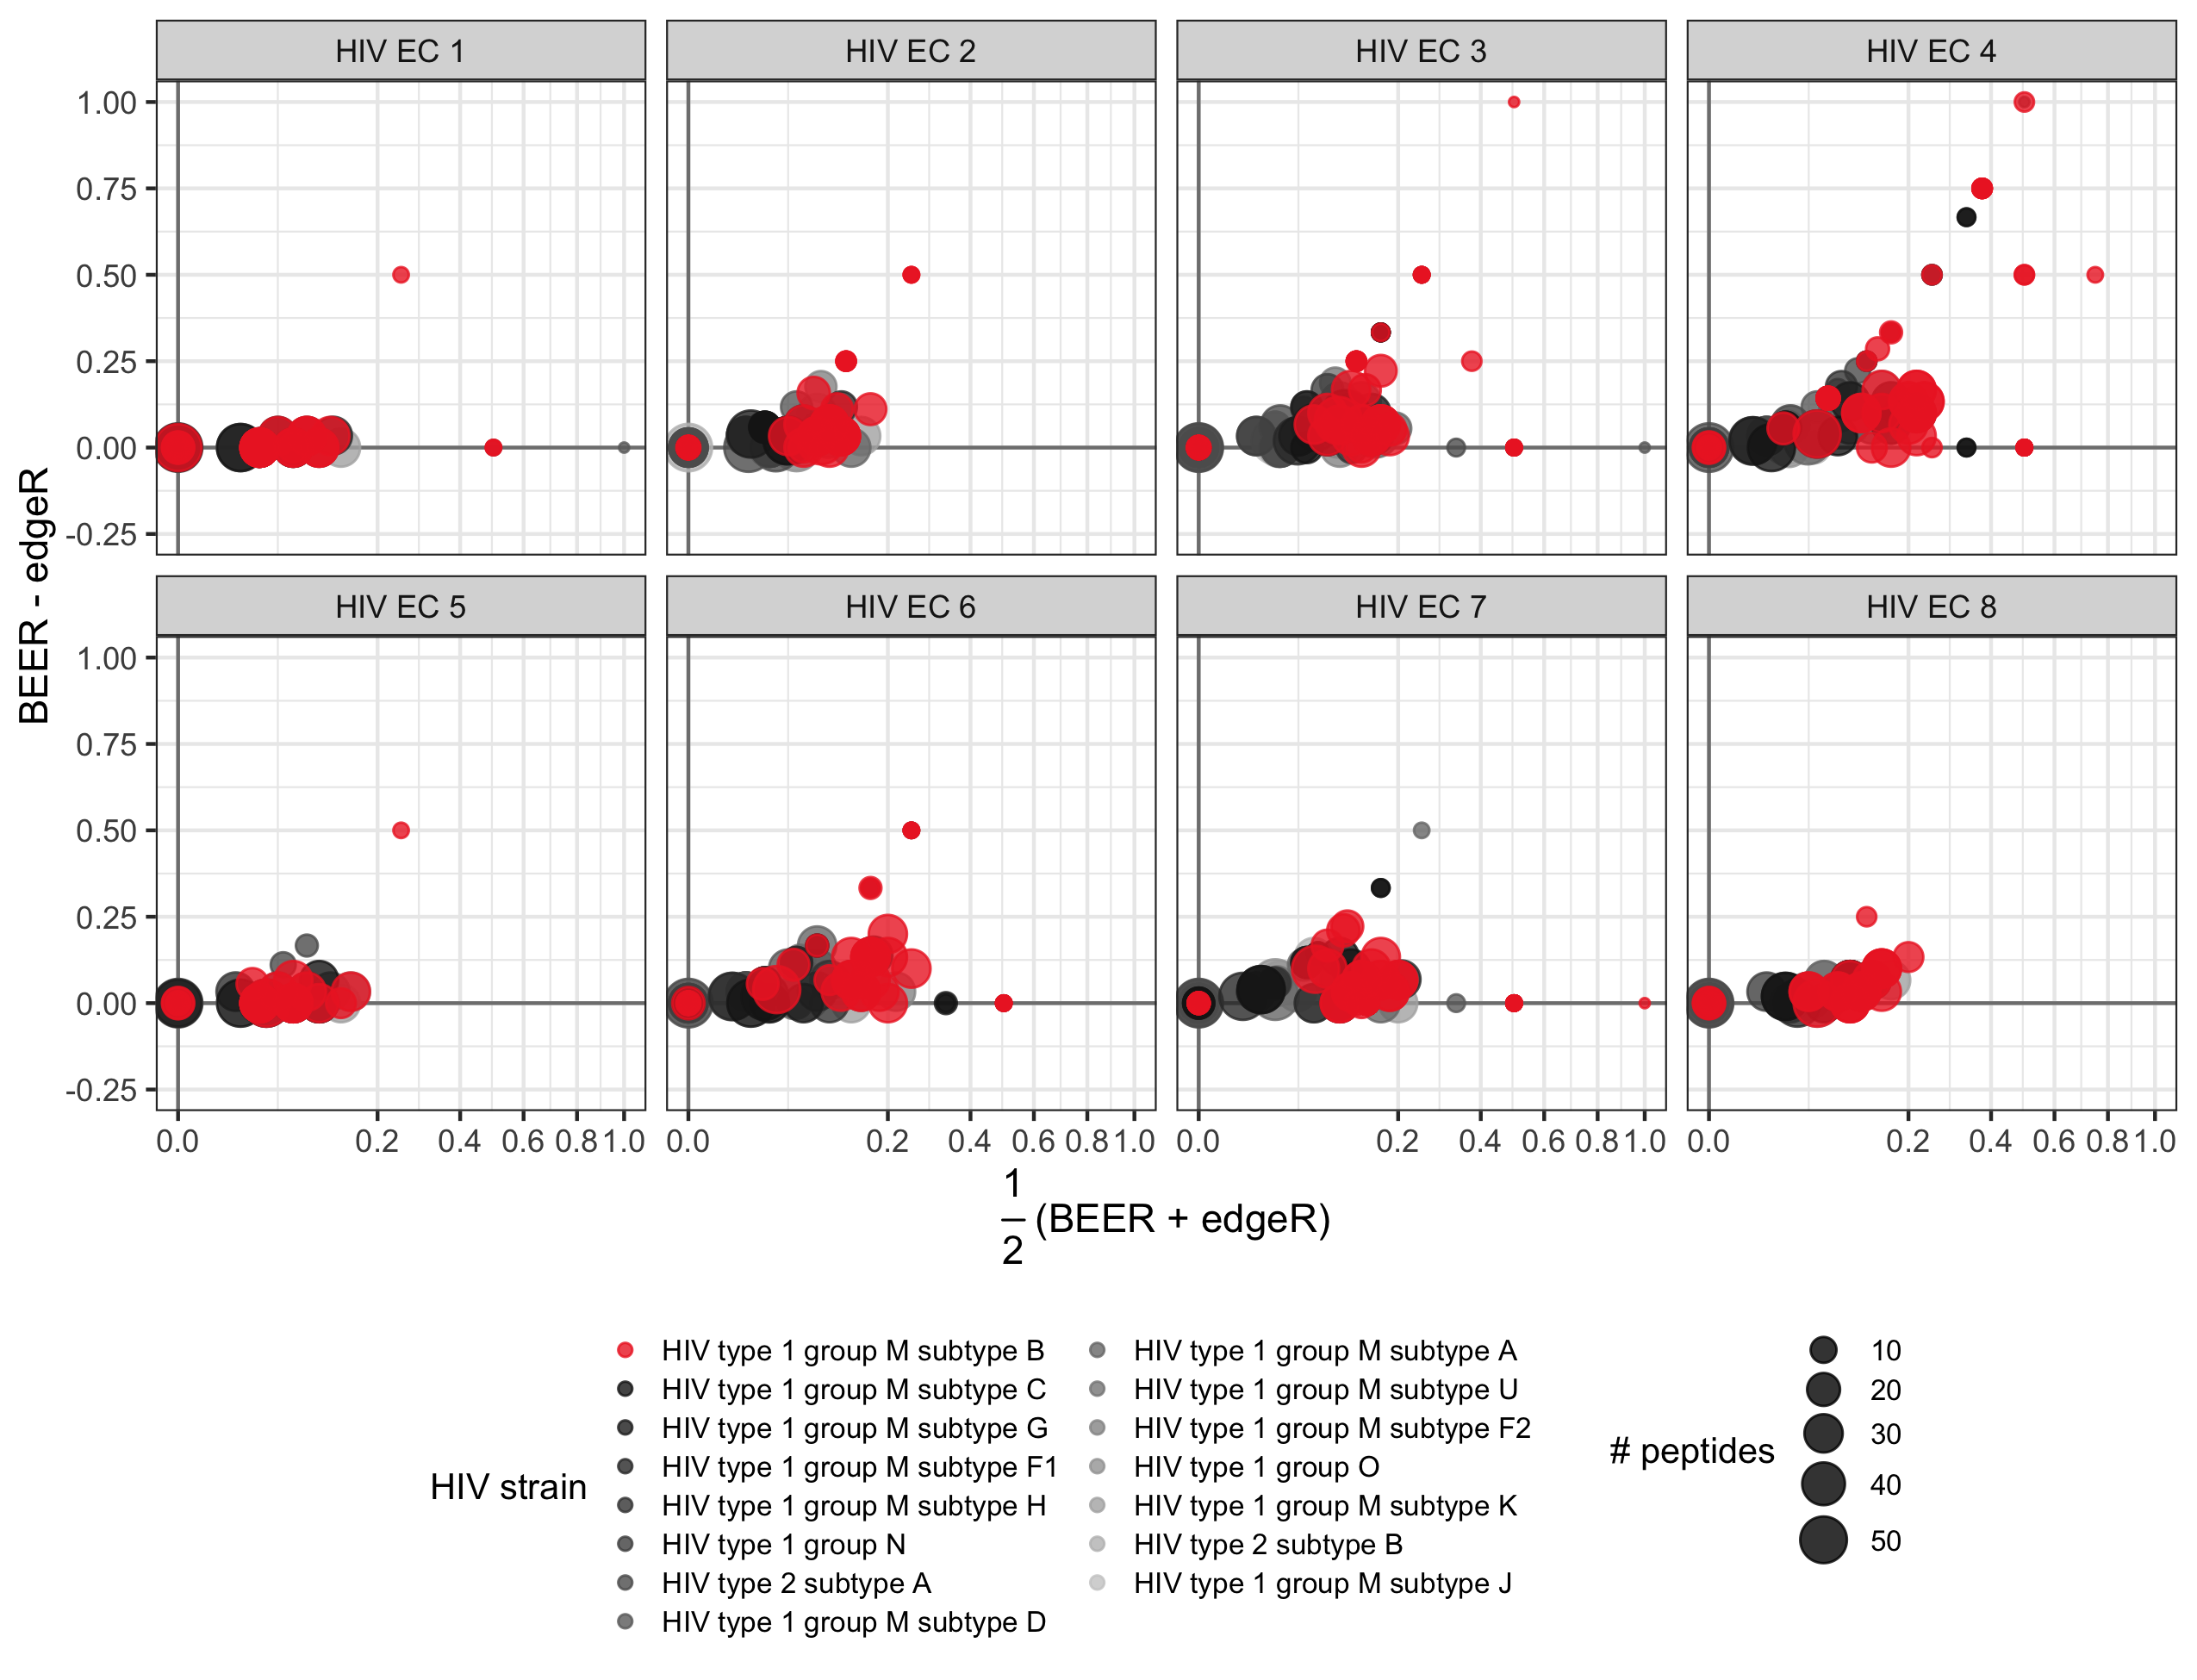 HIV EC 1 HIV EC 2 HIV EC 3 HIV EC 4
1.00
0.75
0.50
0.25
0.00
-0.25
HIV EC 5 HIV EC 6 HIV EC 7 HIV EC 8
1.00
0.75
0.50
0.25
0.00
-0.25
BEER - edgeR
0.0 0.2 0.4 0.6 0.8 1.0 0.0 0.2 0.4 0.6 0.8 1.0 0.0 0.2 0.4 0.6 0.8 1.0 0.0 0.2 0.4 0.6 0.8 1.0
1
(BEER + edgeR)
2
HIV strain
HIV type 1 group M subtype B
HIV type 1 group M subtype C
HIV type 1 group M subtype G
HIV type 1 group M subtype F1
HIV type 1 group M subtype H
HIV type 1 group N
HIV type 2 subtype A
HIV type 1 group M subtype D
HIV type 1 group M subtype A
HIV type 1 group M subtype U
HIV type 1 group M subtype F2
HIV type 1 group O
HIV type 1 group M subtype K
HIV type 2 subtype B
HIV type 1 group M subtype J
# peptides
10
20
30
40
50